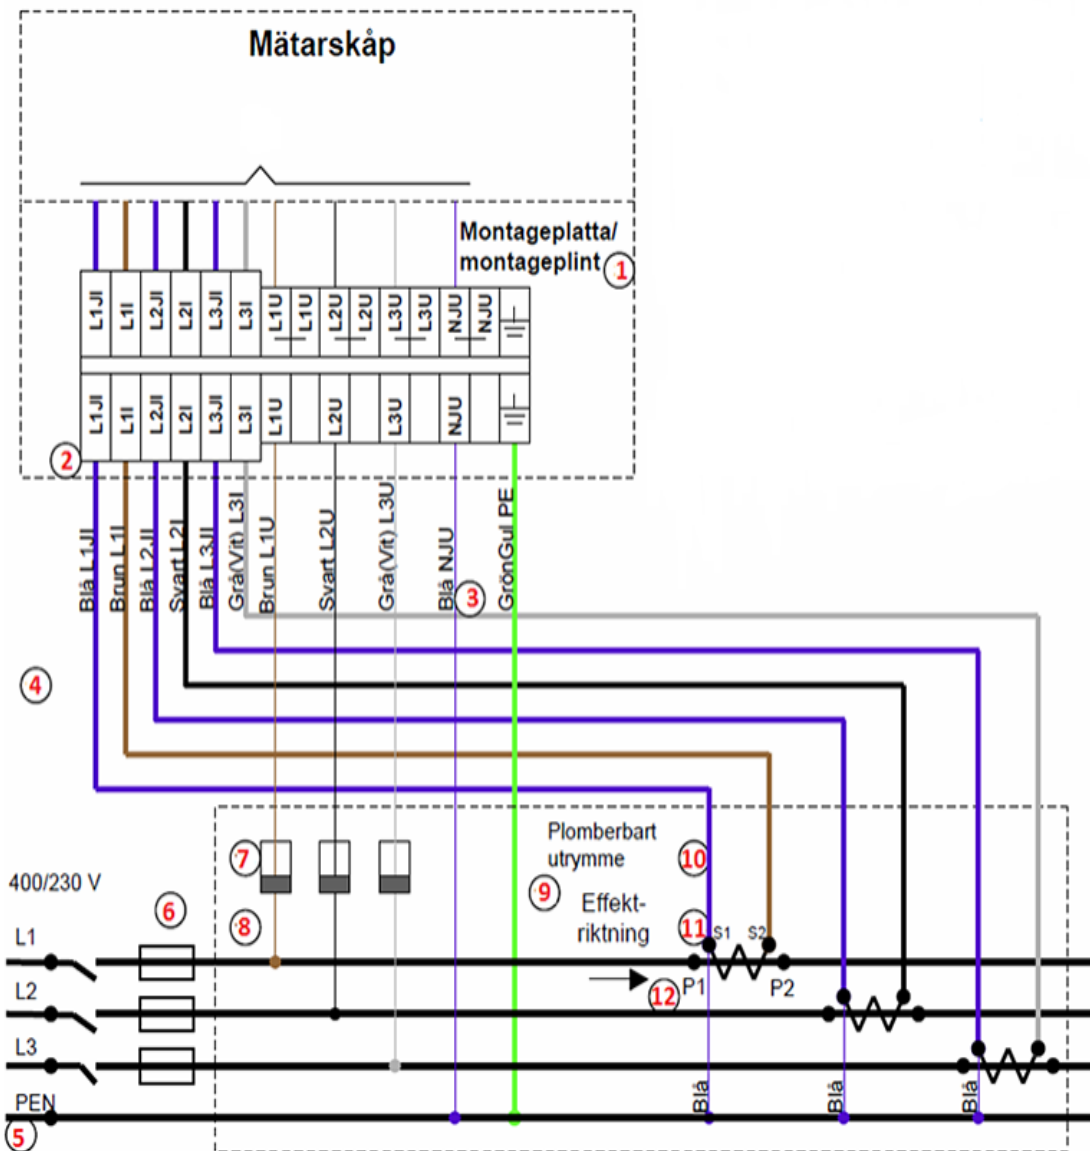 Mätarskåp
Montageplatta/
montageplint
1
L1JI
L1I
L2JI
L2I
L3JI
L3I
L1U
L1U
L2U
L2U
L3U
L3U
NJU
NJU
L1JI
L1I
L2JI
L2I
L3JI
L3I
L1U
L2U
L3U
NJU
2
Blå L1JI
Brun L1I
Blå L2JI
Svart L2I
Blå L3JI
Grå(Vit) L3I
Brun L1U
Svart L2U
Grå(Vit) L3U
Blå NJU
GrönGul PE
3
4
Plomberbart
utrymme
7
10
400/230 V
9
6
Effekt-
riktning
8
11
S1
S2
L1
P1
P2
12
L2
L3
PEN
Blå
Blå
Blå
5